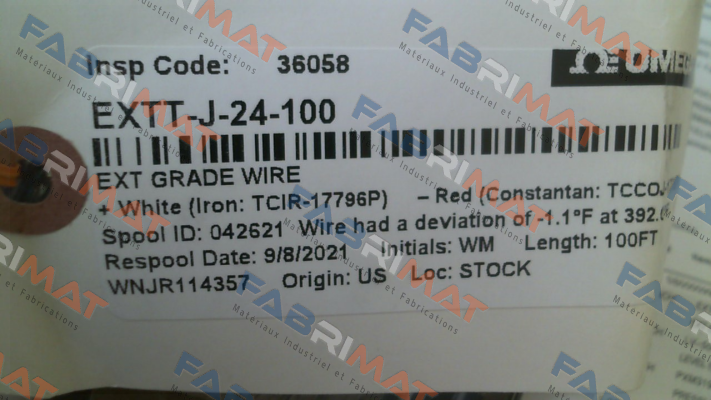 Insp Code: 36058
ΩE OMEG
EXTT-J-24-100
EXT GRADE WIRE
+ White (Iron: TCIR-17796P) – Red (Constantan: TCCO
Spool ID: 042621 Wire had a deviation of -1.1°F at 392.
Respool Date: 9/8/2021 Initials: WM Length: 100FT
WNJR114357 Origin: US Loc: STOCK
FABRIMAT
Materiaux Industriel et Fabrications